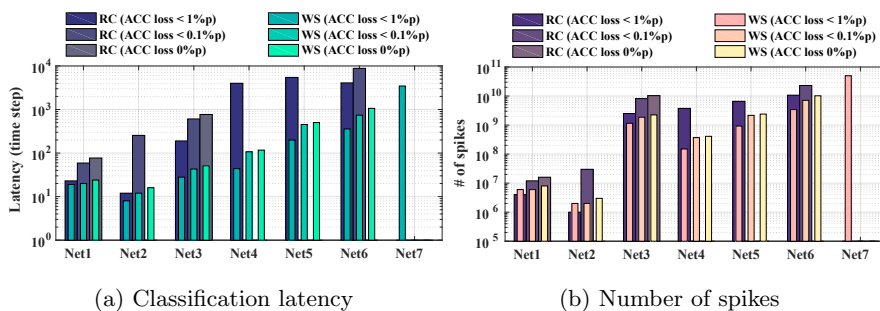 RC (ACC loss < 1%p) WS (ACC loss < 1%p)
RC (ACC loss < 0.1%p) WS (ACC loss < 0.1%p)
RC (ACC loss 0%p) WS (ACC loss 0%p)
10^4
10^3
10^2
10^1
10^0
Latency (time step)
Net1 Net2 Net3 Net4 Net5 Net6 Net7
(a) Classification latency
RC (ACC loss < 1%p) WS (ACC loss < 1%p)
RC (ACC loss < 0.1%p) WS (ACC loss < 0.1%p)
RC (ACC loss 0%p) WS (ACC loss 0%p)
10^11
10^10
10^9
10^8
10^7
10^6
10^5
# of spikes
Net1 Net2 Net3 Net4 Net5 Net6 Net7
(b) Number of spikes